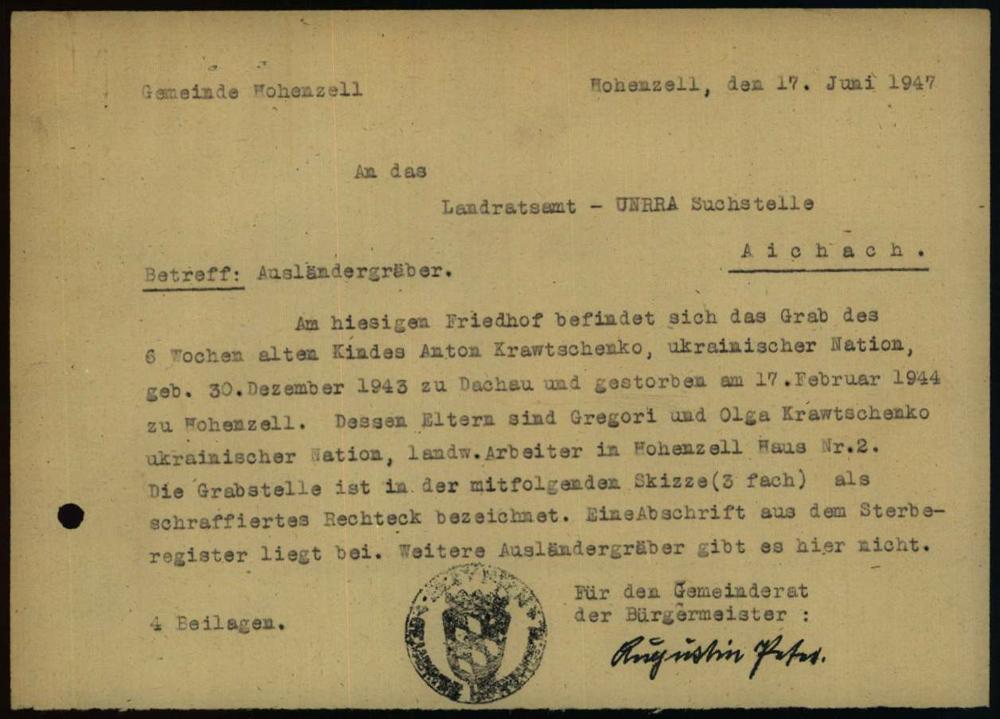 Gemeinde Hohenzell
Hohenzell, den 17. Juni 1947
An das
Landratsamt - UNRRA Suchstelle
Aichach.
Betreff: Ausländergräber.
Am hiesigen Friedhof befindet sich das Grab des
6 Wochen alten Kindes Anton Krawtschenko, ukrainischer Nation,
geb. 30.Dezember 1943 zu Dachau und gestorben am 17.Februar 1944
zu Hohenzell. Dessen Eltern sind Gregori und Olga Krawtschenko
ukrainischer Nation, landw.Arbeiter in Hohenzell Haus Nr.2.
Die Grabstelle ist in der mitfolgenden Skizze(3 fach) als
schraffiertes Rechteck bezeichnet. EineAbschrift aus dem Sterbe-
register liegt bei. Weitere Ausländergräber gibt es hier nicht.
4 Beilagen.
BAYERN
Für den Gemeinderat
der Bürgermeister :
Augustin Peter.